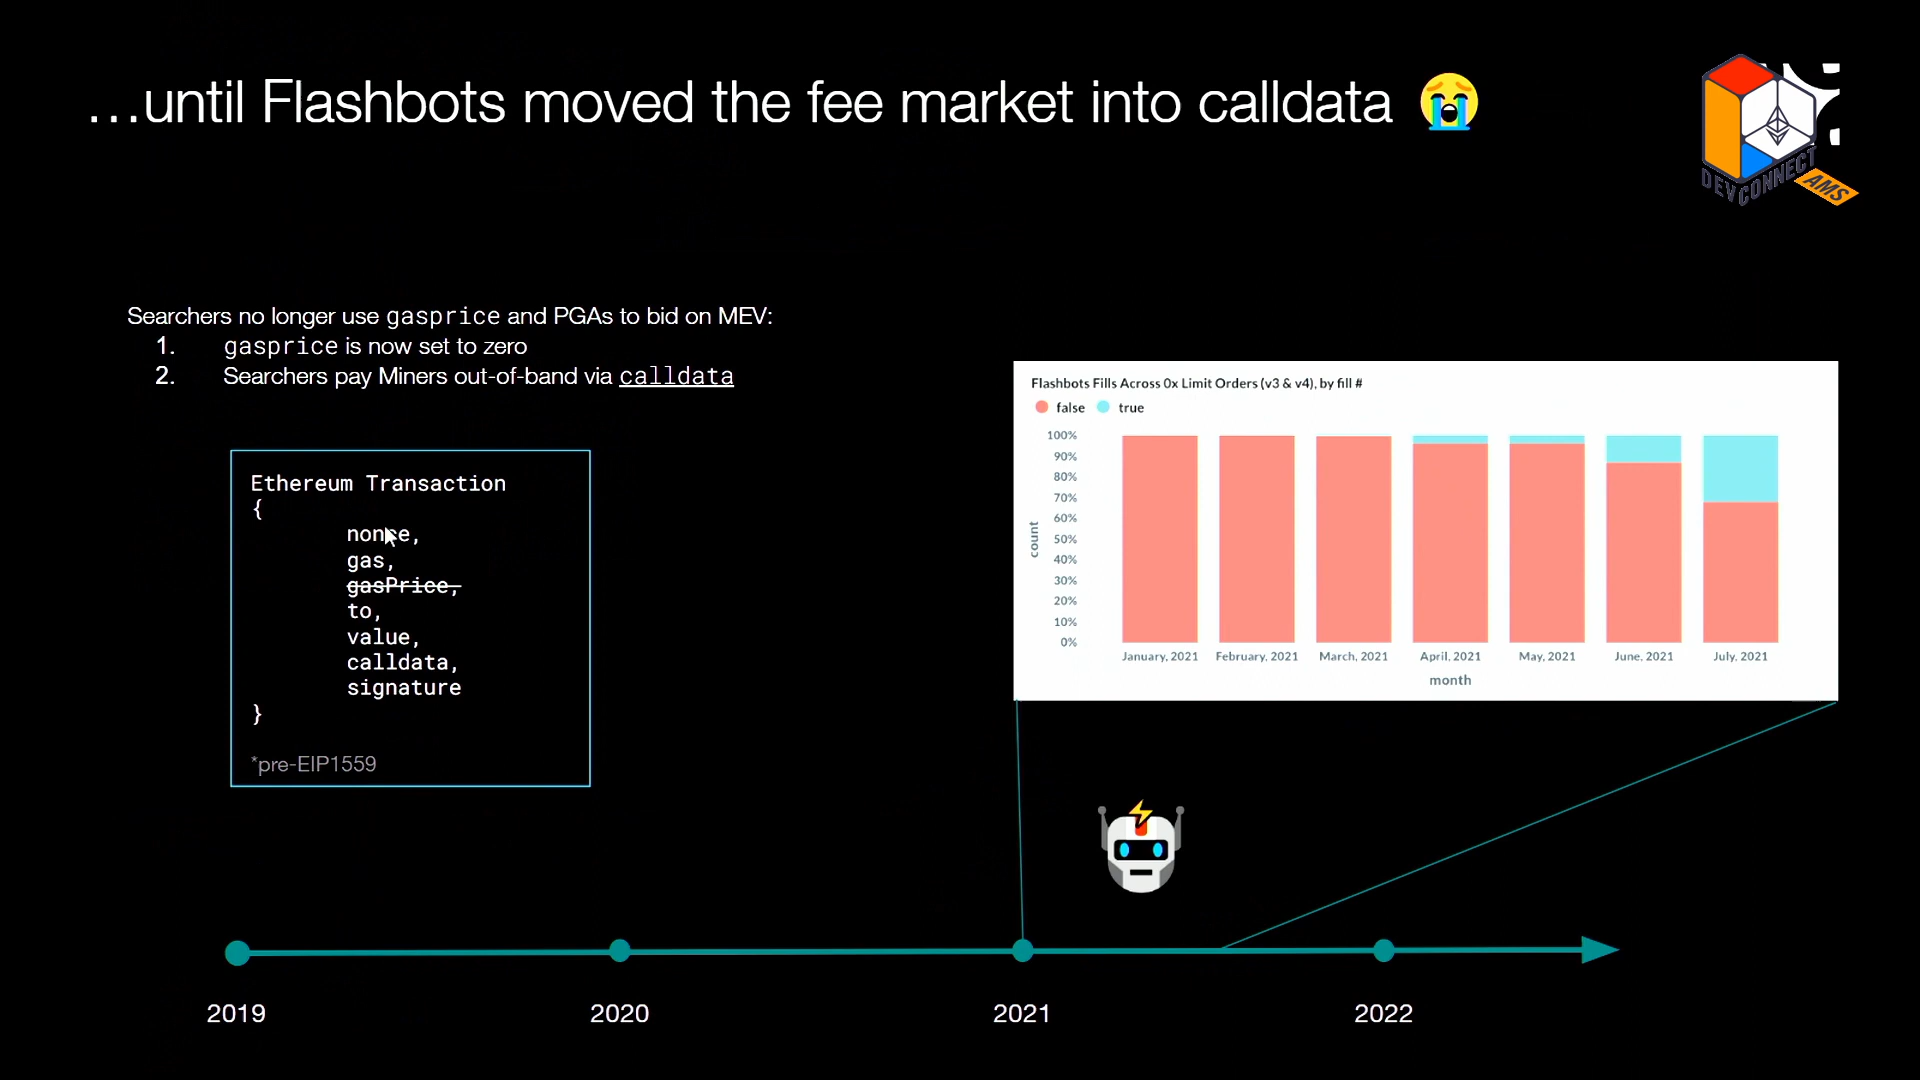 …until Flashbots moved the fee market into calldata 😭
DEVCONNECT
AMS
Searchers no longer use gasprice and PGAs to bid on MEV:
1. gasprice is now set to zero
2. Searchers pay Miners out-of-band via calldata
Ethereum Transaction
{
nonce,
gas,
gasPrice,
to,
value,
calldata,
signature
}
*pre-EIP1559
Flashbots Fills Across 0x Limit Orders (v3 & v4), by fill #
false true
100%
90%
80%
70%
60%
50%
40%
30%
20%
10%
0%
count
January, 2021 February, 2021 March, 2021 April, 2021 May, 2021 June, 2021 July, 2021
month
2019 2020 2021 2022